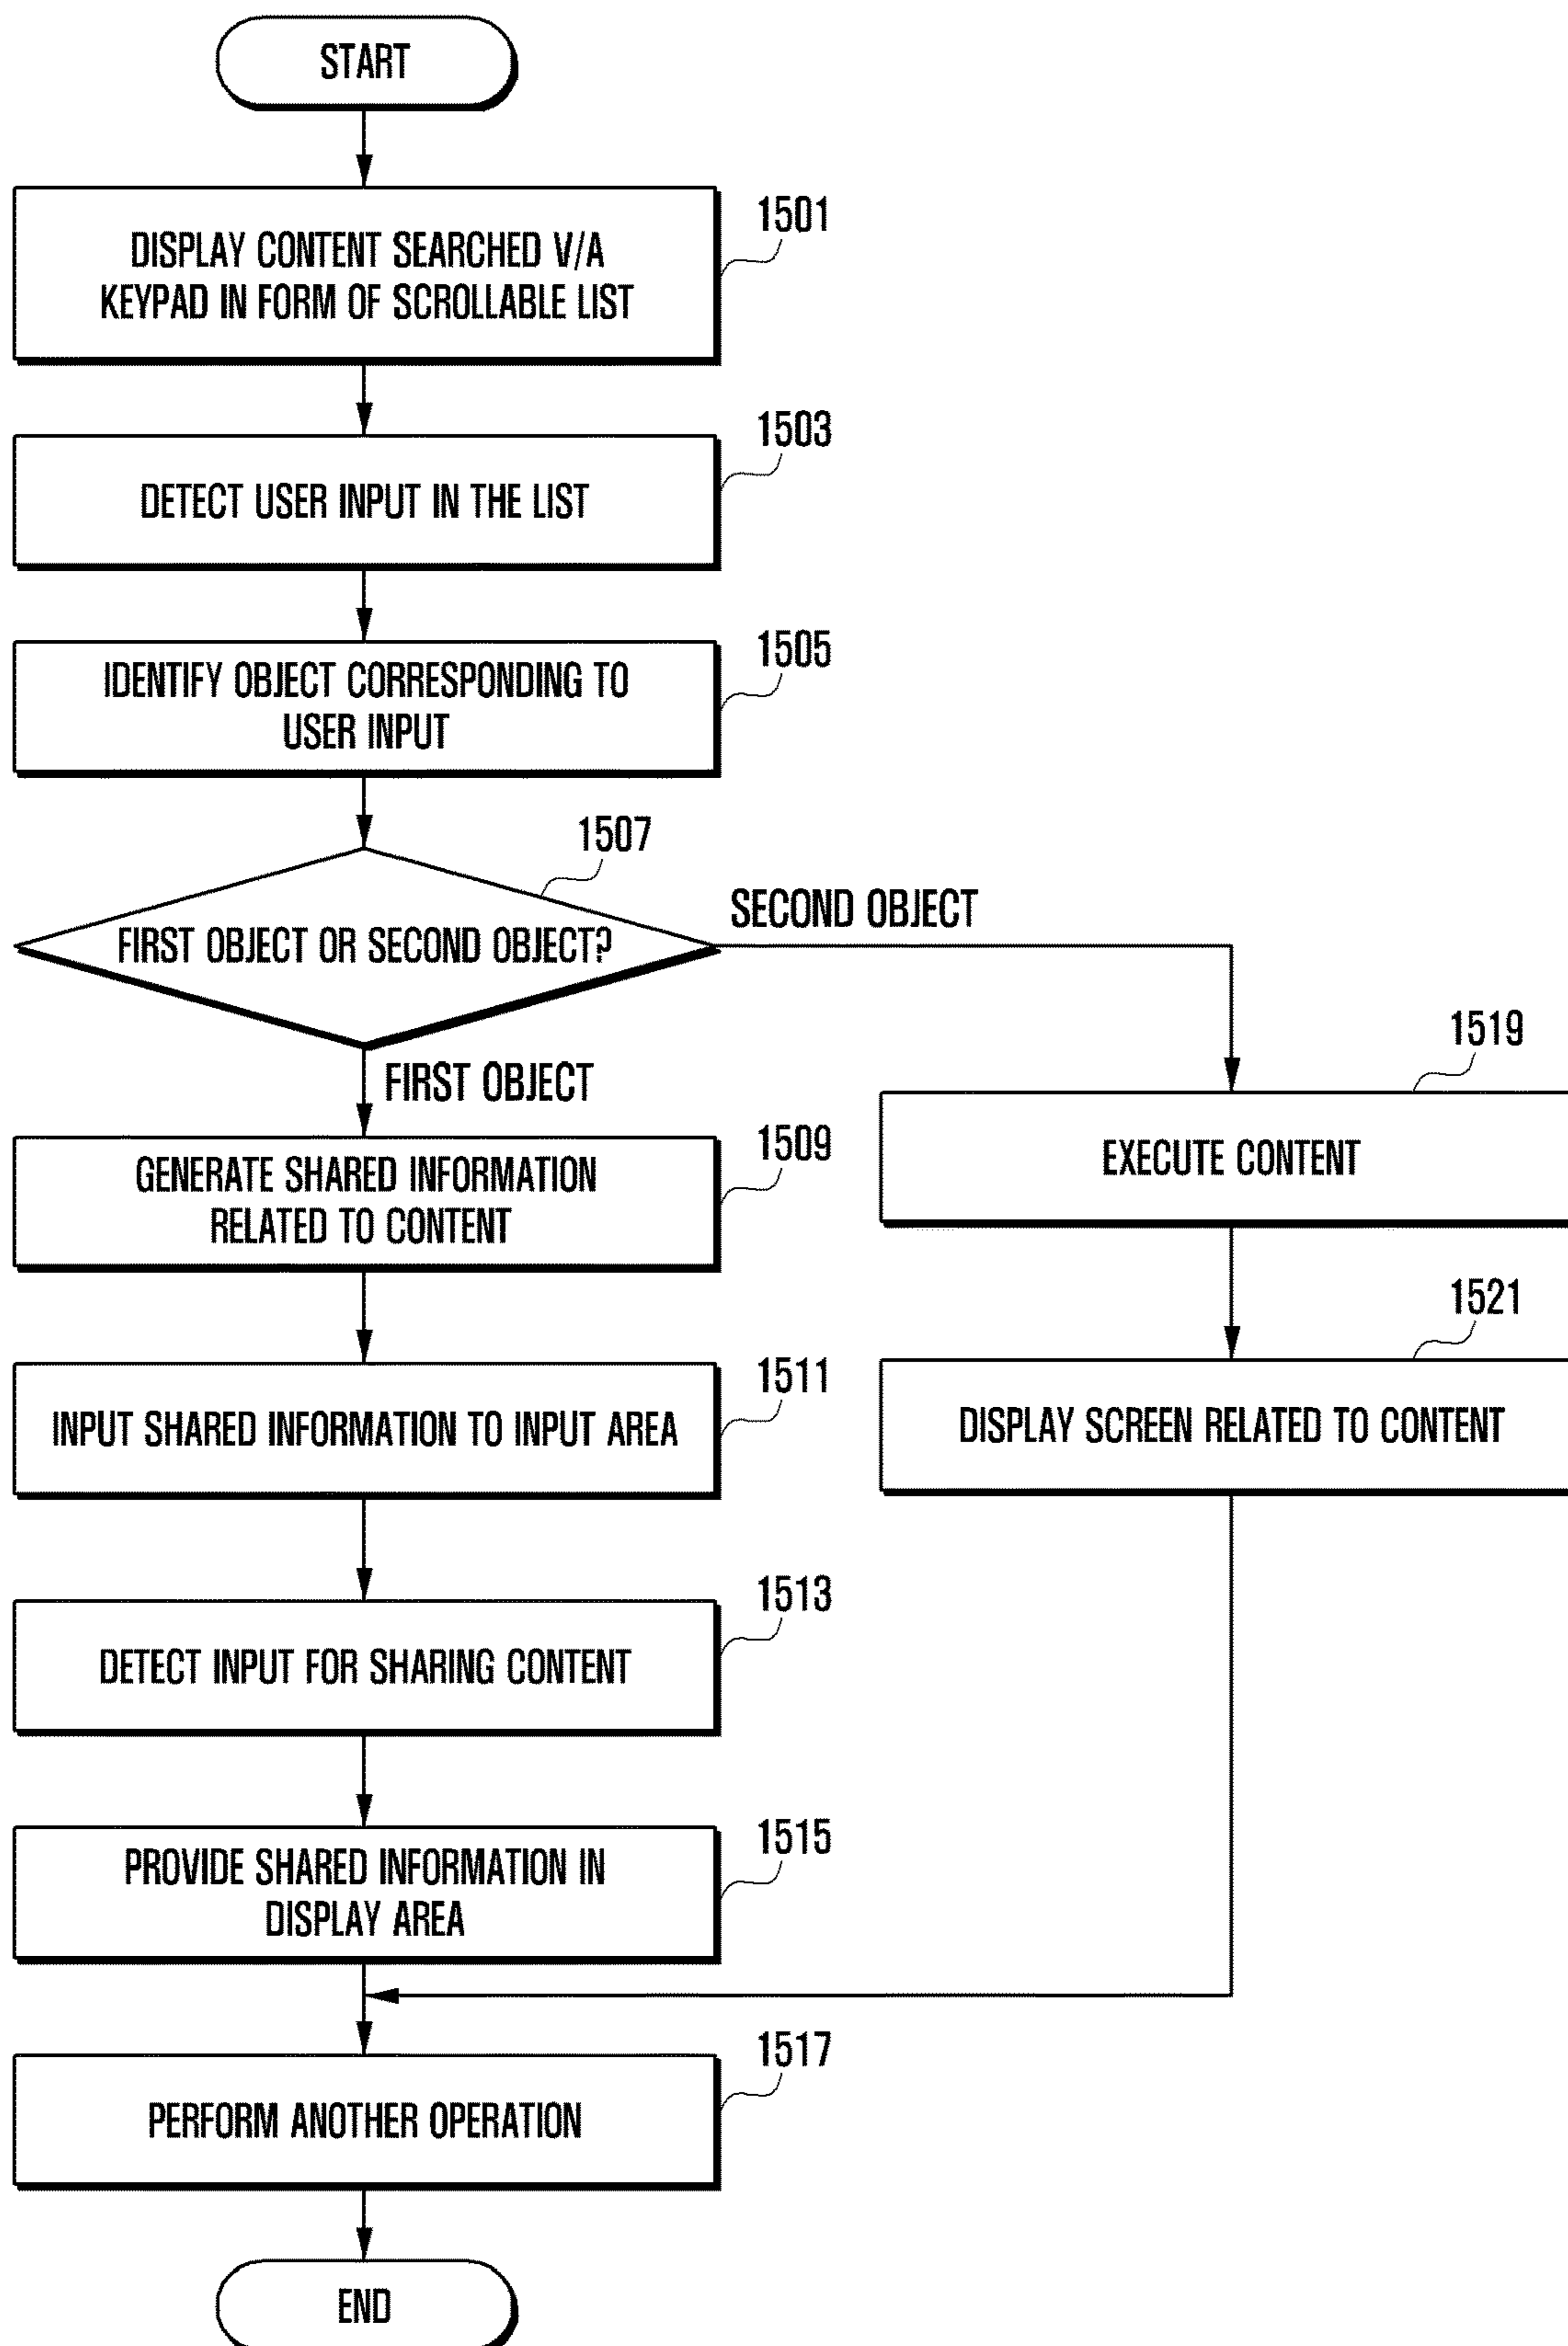 START
1501
DISPLAY CONTENT SEARCHED V/A
KEYPAD IN FORM OF SCROLLABLE LIST
1503
DETECT USER INPUT IN THE LIST
1505
IDENTIFY OBJECT CORRESPONDING TO
USER INPUT
1507
FIRST OBJECT OR SECOND OBJECT?
SECOND OBJECT
FIRST OBJECT
1509
GENERATE SHARED INFORMATION
RELATED TO CONTENT
1511
INPUT SHARED INFORMATION TO INPUT AREA
1513
DETECT INPUT FOR SHARING CONTENT
1515
PROVIDE SHARED INFORMATION IN
DISPLAY AREA
1517
PERFORM ANOTHER OPERATION
END
1519
EXECUTE CONTENT
1521
DISPLAY SCREEN RELATED TO CONTENT